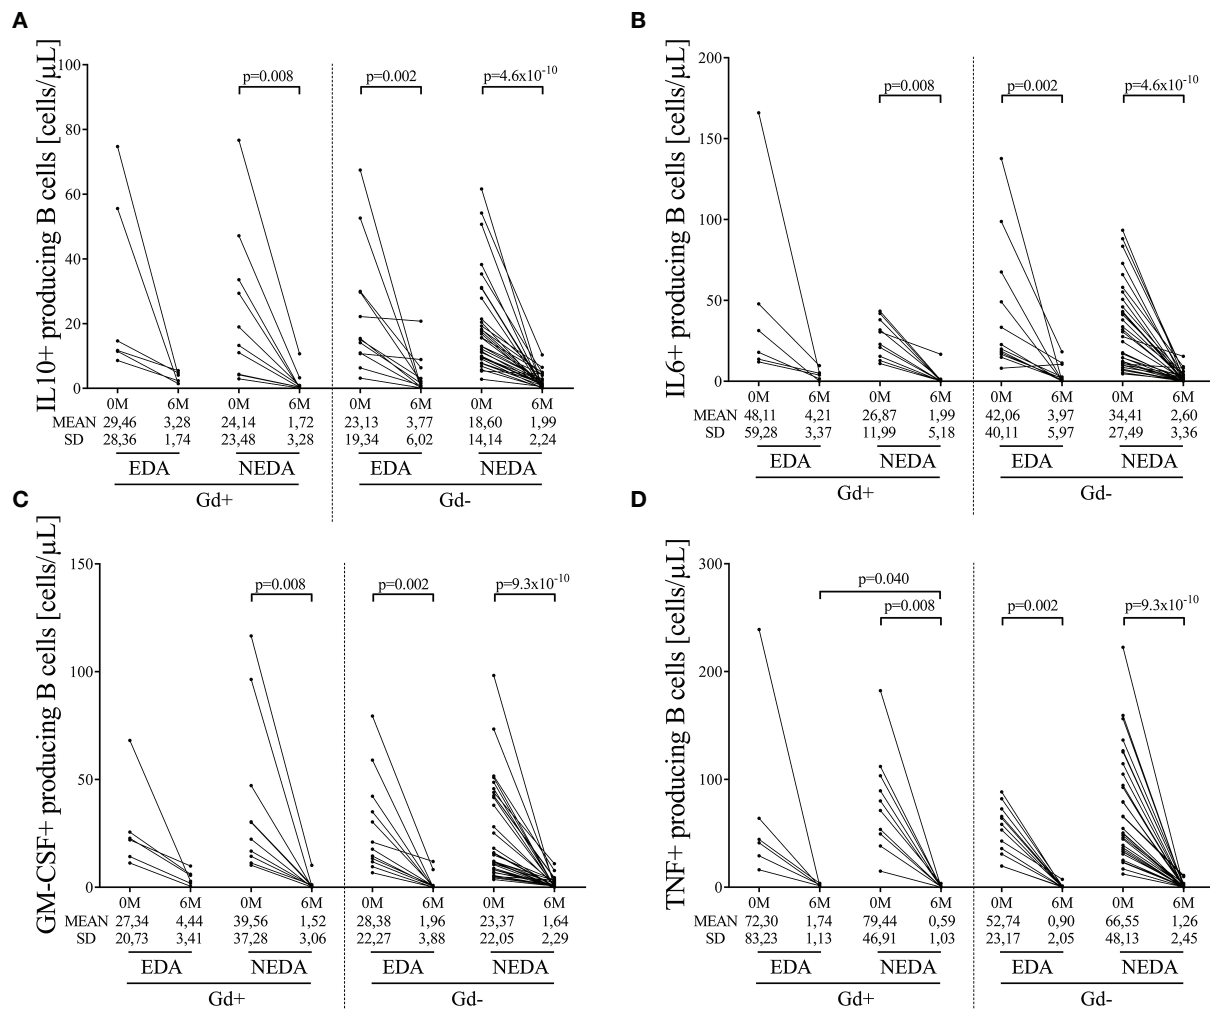 A
IL10+ producing B cells [cells/µL]
100
80
60
40
20
0
p=0.008
p=0.002
p=4.6x10-10
0M 6M 0M 6M 0M 6M 0M 6M
MEAN 29,46 3,28 24,14 1,72 23,13 3,77 18,60 1,99
SD 28,36 1,74 23,48 3,28 19,34 6,02 14,14 2,24
EDA NEDA EDA NEDA
Gd+ Gd-
B
IL6+ producing B cells [cells/µL]
200
150
100
50
0
p=0.008
p=0.002
p=4.6x10-10
0M 6M 0M 6M 0M 6M 0M 6M
MEAN 48,11 4,21 26,87 1,99 42,06 3,97 34,41 2,60
SD 59,28 3,37 11,99 5,18 40,11 5,97 27,49 3,36
EDA NEDA EDA NEDA
Gd+ Gd-
C
GM-CSF+ producing B cells [cells/µL]
150
100
50
0
p=0.008
p=0.002
p=9.3x10-10
0M 6M 0M 6M 0M 6M 0M 6M
MEAN 27,34 4,44 39,56 1,52 28,38 1,96 23,37 1,64
SD 20,73 3,41 37,28 3,06 22,27 3,88 22,05 2,29
EDA NEDA EDA NEDA
Gd+ Gd-
D
TNF+ producing B cells [cells/µL]
300
200
100
0
p=0.040
p=0.008
p=0.002
p=9.3x10-10
0M 6M 0M 6M 0M 6M 0M 6M
MEAN 72,30 1,74 79,44 0,59 52,74 0,90 66,55 1,26
SD 83,23 1,13 46,91 1,03 23,17 2,05 48,13 2,45
EDA NEDA EDA NEDA
Gd+ Gd-